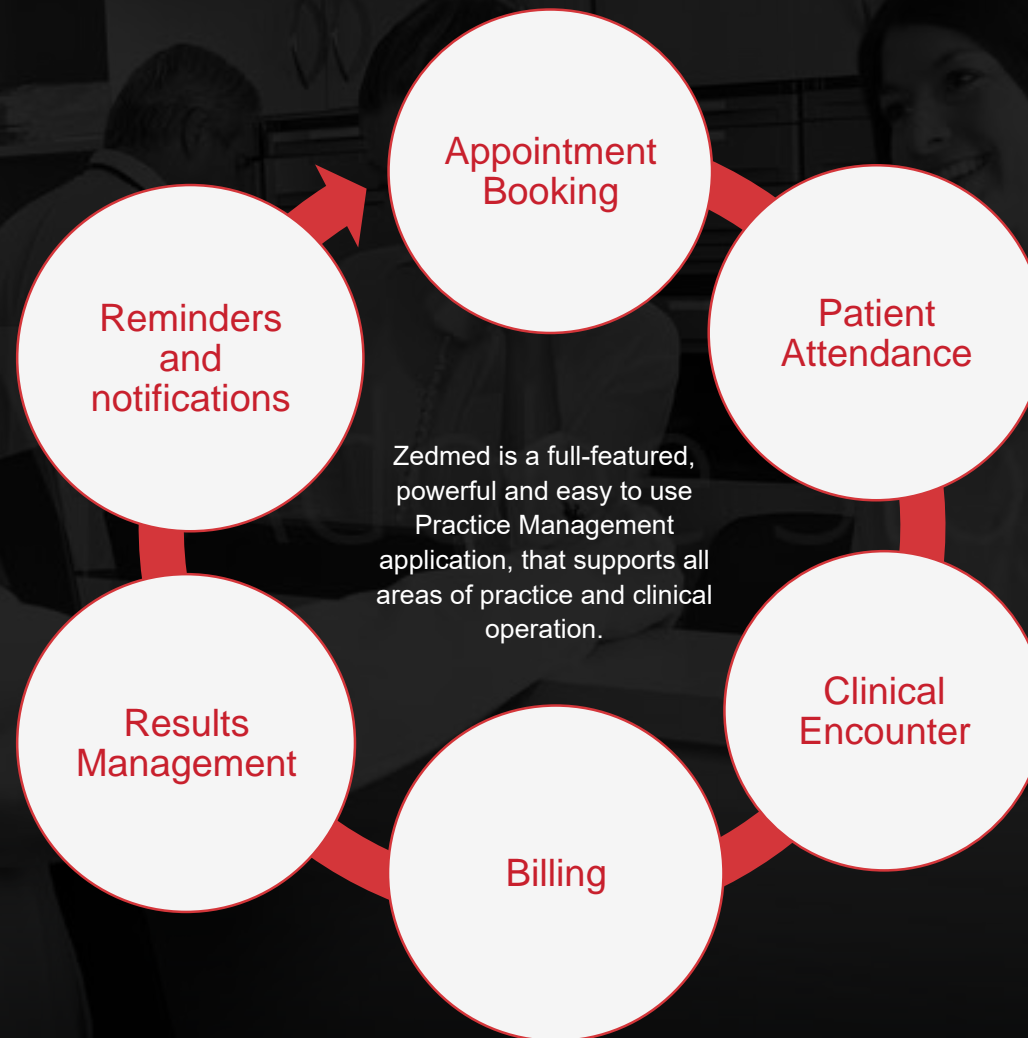 Appointment
Booking
Patient
Attendance
Clinical
Encounter
Billing
Results
Management
Reminders
and
notifications
Zedmed is a full-featured,
powerful and easy to use
Practice Management
application, that supports all
areas of practice and clinical
operation.